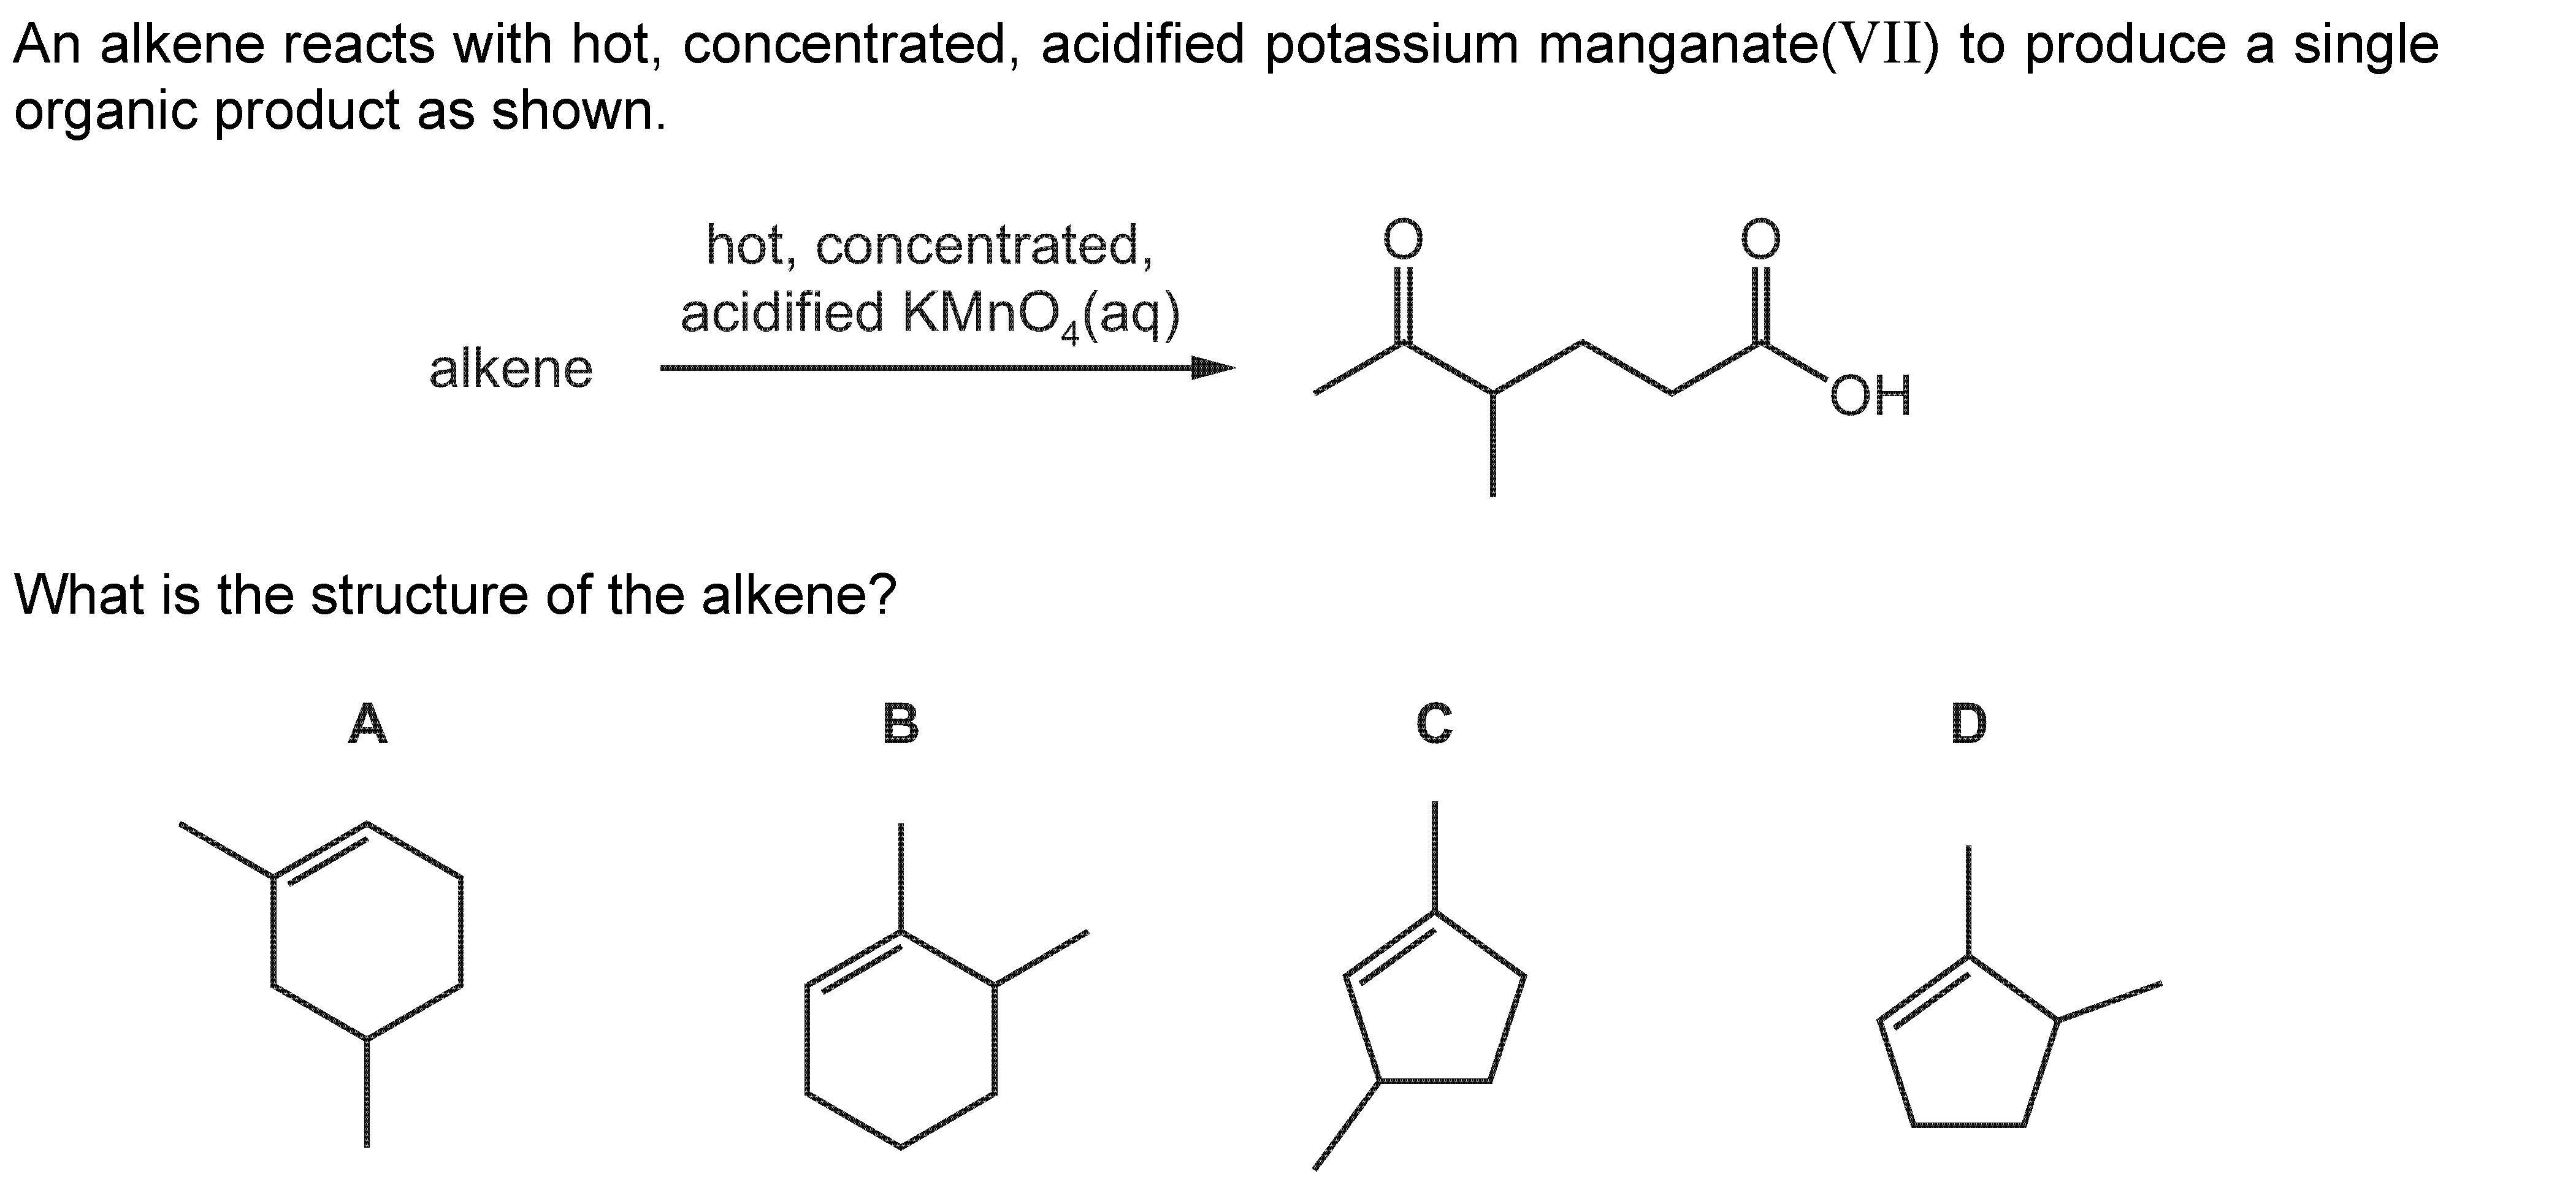 An alkene reacts with hot, concentrated, acidified potassium manganate(VII) to produce a single
organic product as shown.
hot, concentrated,
acidified KMnO₄(aq)
alkene
O
O
OH
What is the structure of the alkene?
A
B
C
D